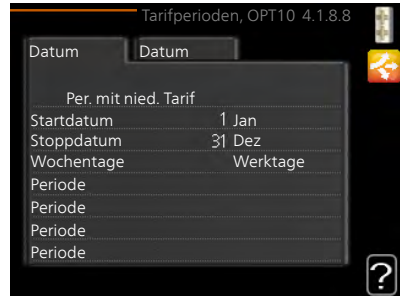 Tarifperioden, OPT10 4.1.8.8
Datum Datum
Per. mit nied. Tarif
Startdatum 1 Jan
Stoppdatum 31 Dez
Wochentage Werktage
Periode
Periode
Periode
Periode
?